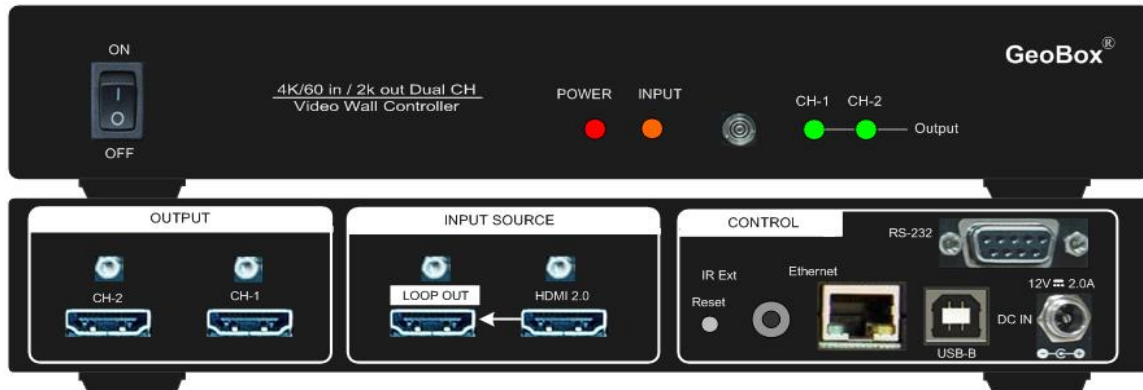 ON
GeoBox®
4K/60 in / 2k out Dual CH
Video Wall Controller
POWER INPUT
CH-1 CH-2
Output
I
O
OFF
OUTPUT
INPUT SOURCE
CONTROL
RS-232
CH-2
CH-1
LOOP OUT
HDMI 2.0
IR Ext
Reset
Ethernet
USB-B
12V 2.0A
DC IN